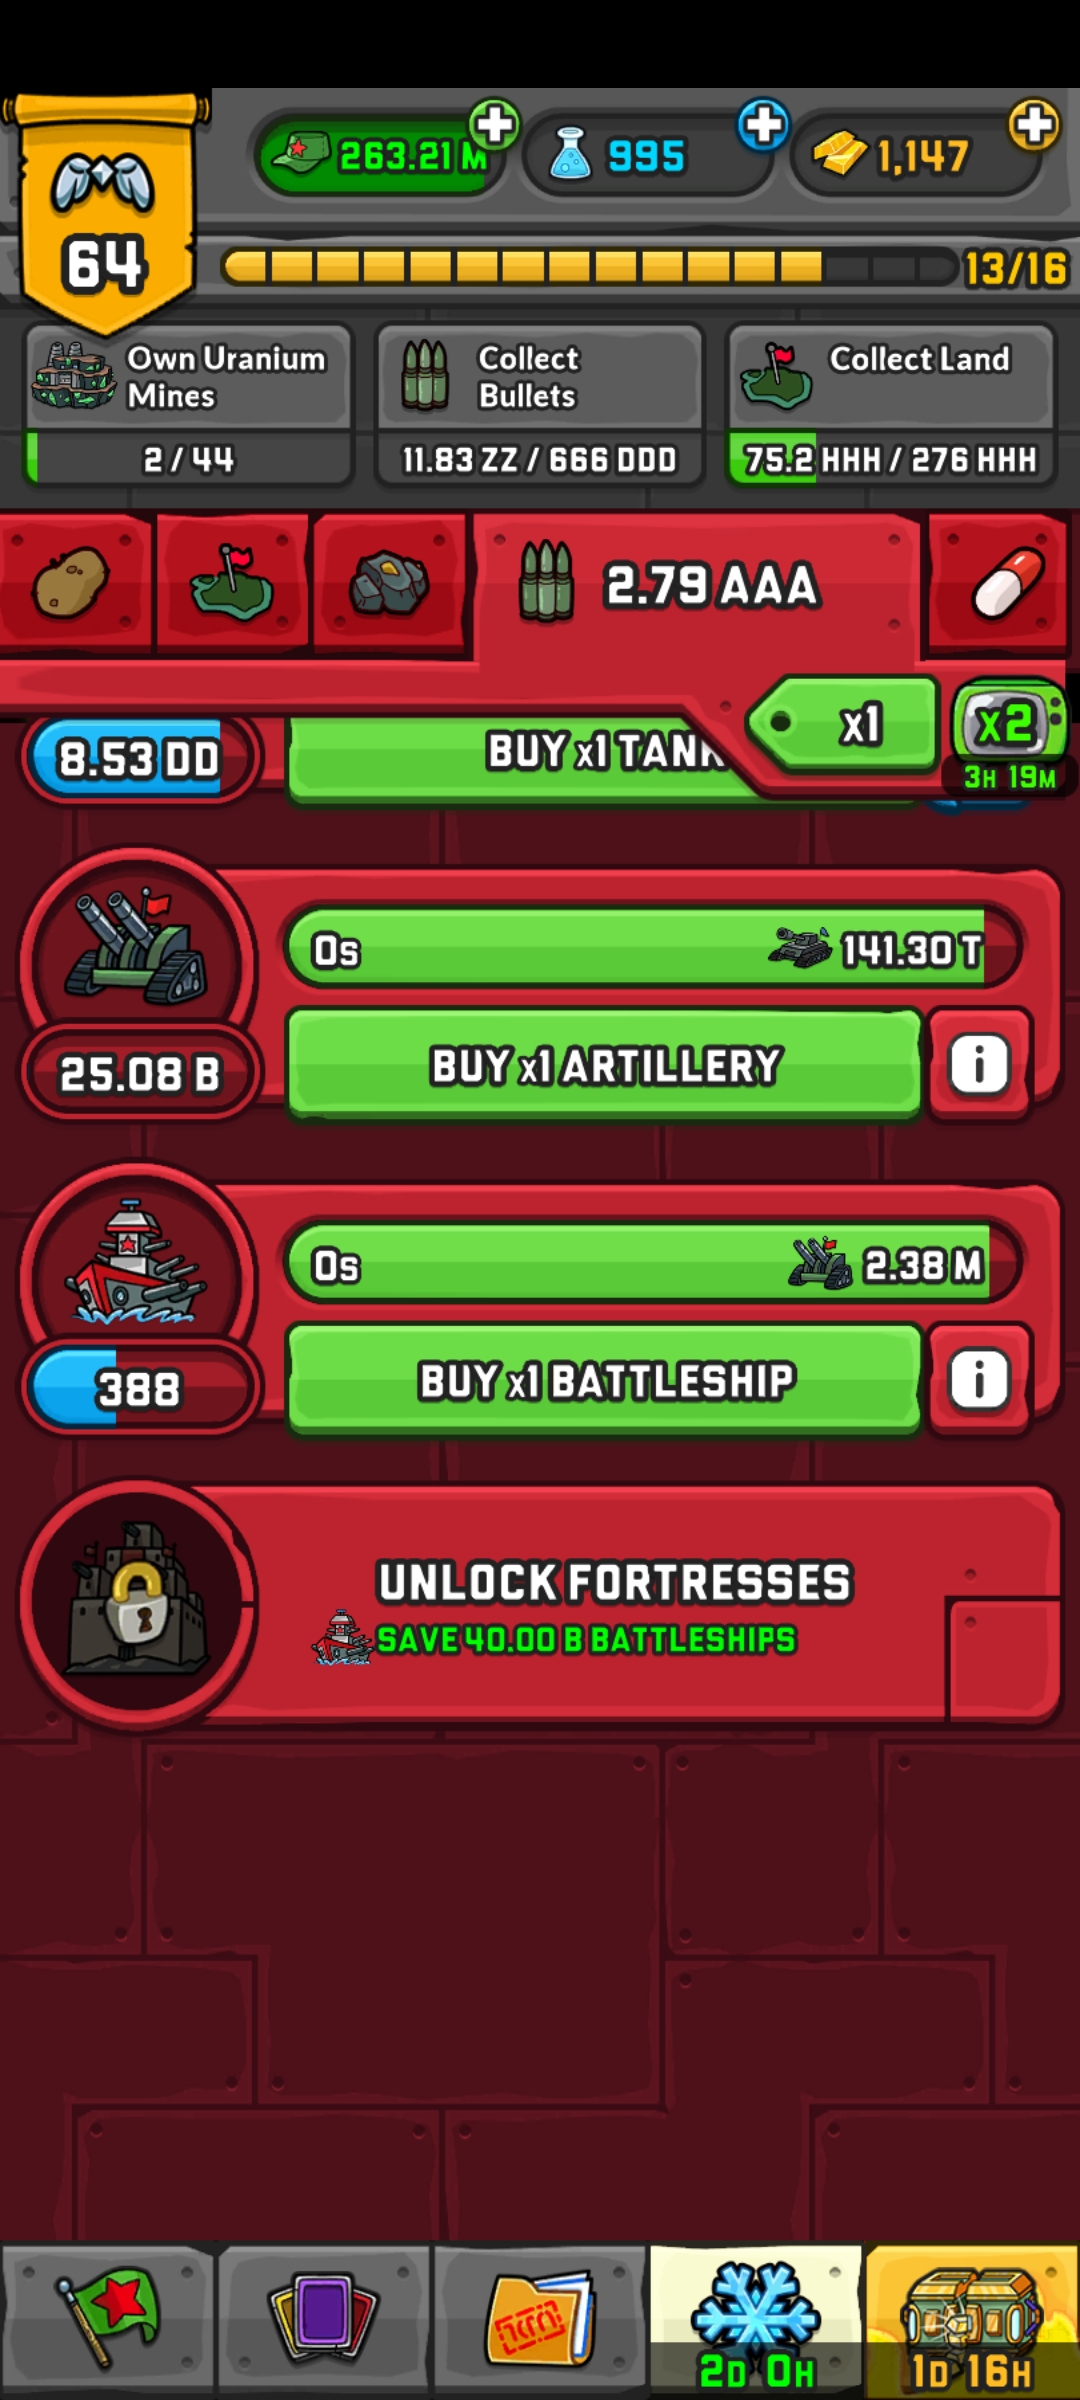 263.21 M
995
1,147
64
13/16
Own Uranium
Mines
2 / 44
Collect
Bullets
11.83 ZZ / 666 DDD
Collect Land
75.2 HHH / 276 HHH
2.79 AAA
x1
x2
3H 19M
8.53 DD
BUY x1 TANK
0s
141.30 T
25.08 B
BUY x1 ARTILLERY
i
0s
2.38 M
388
BUY x1 BATTLESHIP
i
UNLOCK FORTRESSES
SAVE 40.00 B BATTLESHIPS
2D 0H
1D 16H